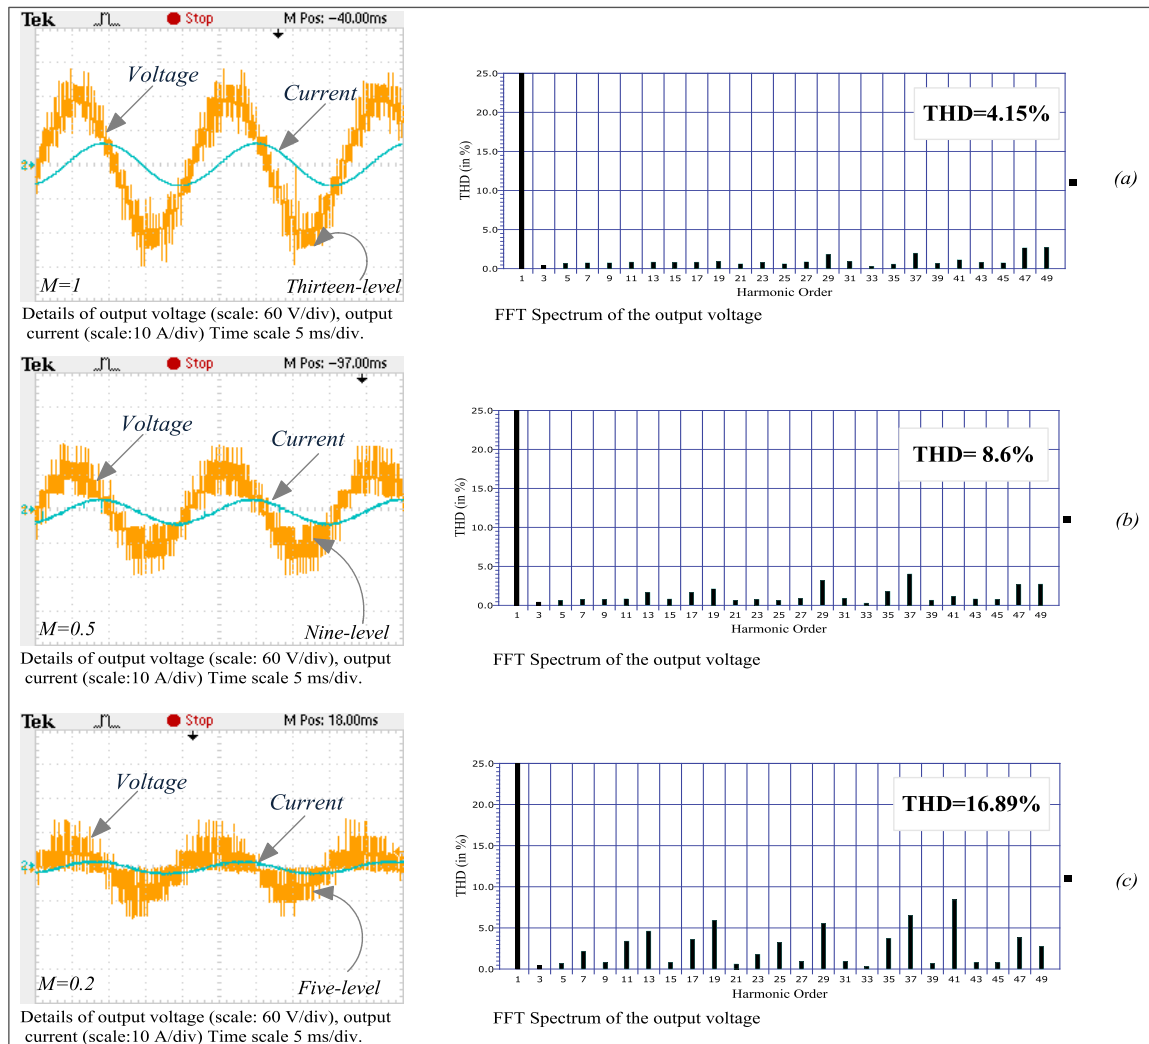 Tek Stop M Pos: -40.00ms
Voltage
Current
2
M=1
Thirteen-level
Details of output voltage (scale: 60 V/div), output
current (scale:10 A/div) Time scale 5 ms/div.
25.0
20.0
15.0
10.0
5.0
0.0
THD (in %)
THD=4.15%
1 3 5 7 9 11 13 15 17 19 21 23 25 27 29 31 33 35 37 39 41 43 45 47 49
Harmonic Order
FFT Spectrum of the output voltage
(a)
Tek Stop M Pos: -97.00ms
Voltage
Current
2
M=0.5
Nine-level
Details of output voltage (scale: 60 V/div), output
current (scale:10 A/div) Time scale 5 ms/div.
25.0
20.0
15.0
10.0
5.0
0.0
THD (in %)
THD= 8.6%
1 3 5 7 9 11 13 15 17 19 21 23 25 27 29 31 33 35 37 39 41 43 45 47 49
Harmonic Order
FFT Spectrum of the output voltage
(b)
Tek Stop M Pos: 18.00ms
Voltage
Current
2
M=0.2
Five-level
Details of output voltage (scale: 60 V/div), output
current (scale:10 A/div) Time scale 5 ms/div.
25.0
20.0
15.0
10.0
5.0
0.0
THD (in %)
THD=16.89%
1 3 5 7 9 11 13 15 17 19 21 23 25 27 29 31 33 35 37 39 41 43 45 47 49
Harmonic Order
FFT Spectrum of the output voltage
(c)